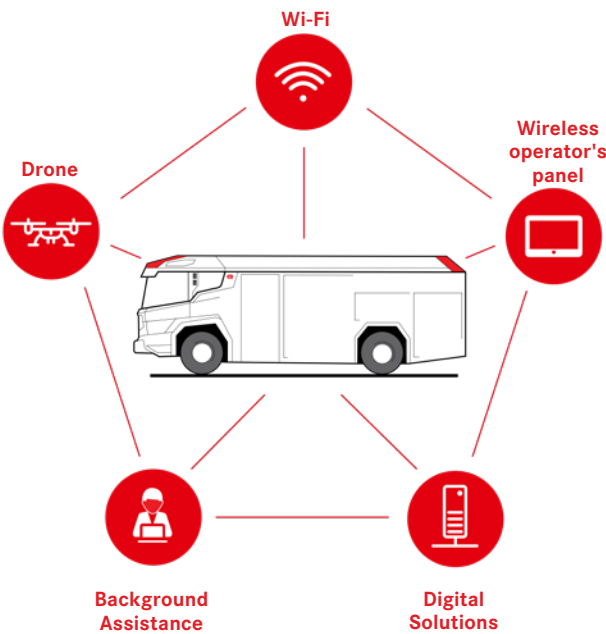 Wi-Fi
Wireless
operator's
panel
Drone
Background
Assistance
Digital
Solutions